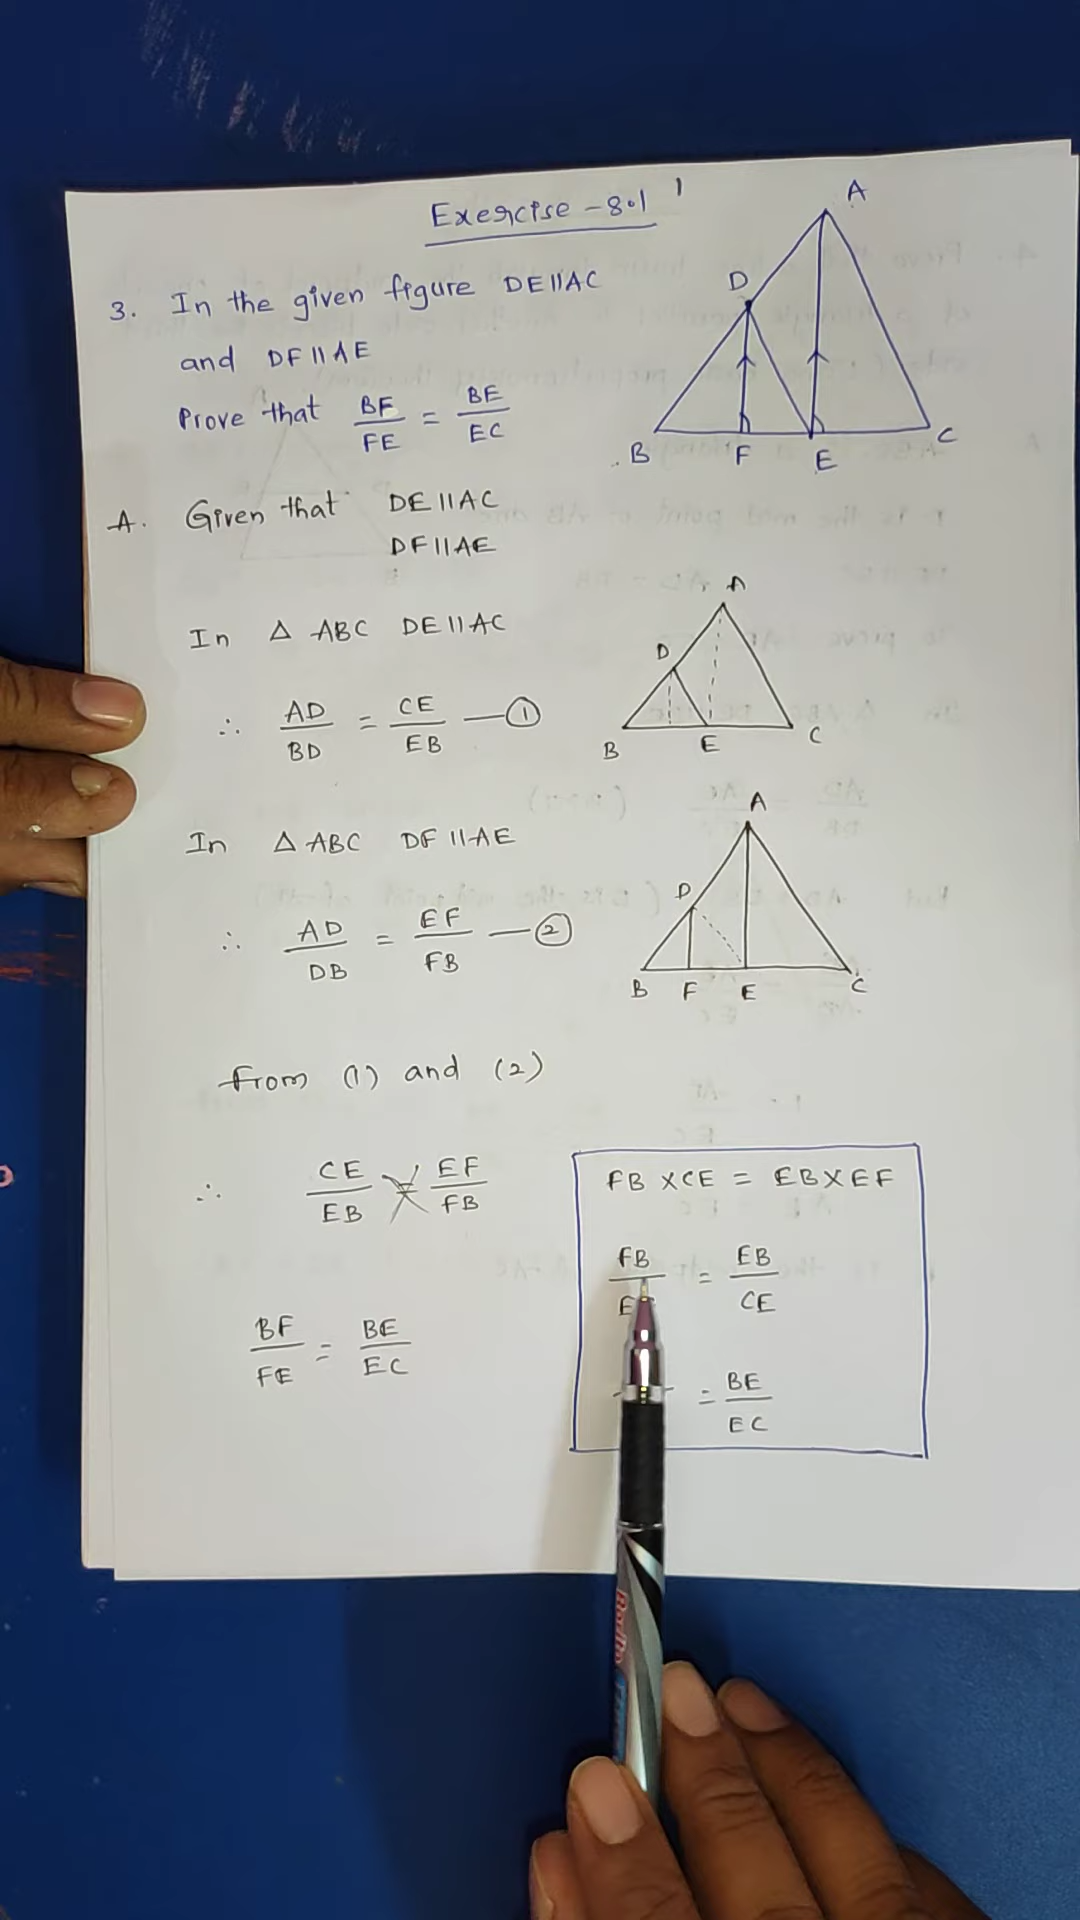 Exercise - 8.1
3. In the given figure DE || AC
and DF || AE
Prove that BF/FE = BE/EC
A
D
B F E C
A. Given that DE || AC
DF || AE
In Δ ABC DE || AC
∴ AD/BD = CE/EB — ①
A
D
B E C
In Δ ABC DF || AE
∴ AD/DB = EF/FB — ②
A
D
B F E C
From (1) and (2)
∴ CE/EB = EF/FB
BF/FE = BE/EC
FB × CE = EB × EF
FB/E = EB/CE
= BE/EC